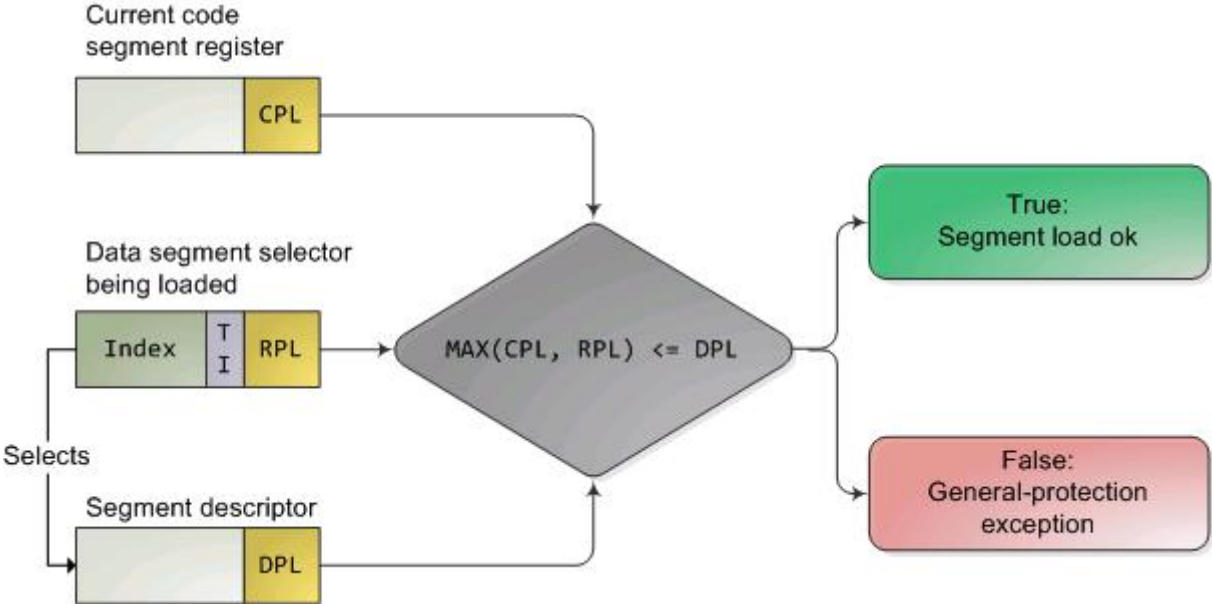 Current code
segment register
CPL
Data segment selector
being loaded
Index
T
I
RPL
Selects
Segment descriptor
DPL
MAX(CPL, RPL) <= DPL
True:
Segment load ok
False:
General-protection
exception